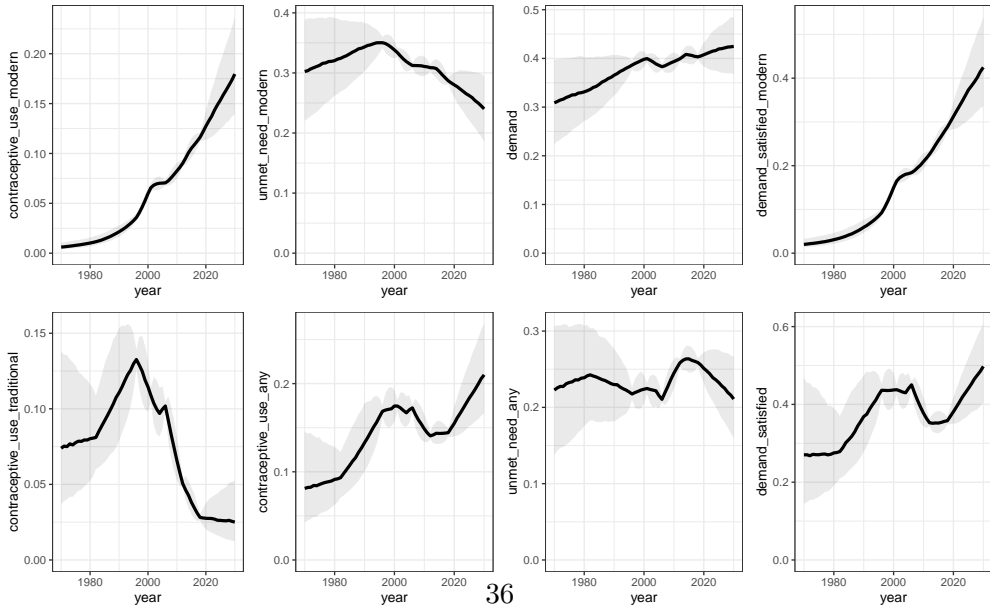 contraceptive_use_modern
0.20
0.15
0.10
0.05
0.00
1980 2000 2020
year
unmet_need_modern
0.4
0.3
0.2
0.1
0.0
1980 2000 2020
year
demand
0.5
0.4
0.3
0.2
0.1
0.0
1980 2000 2020
year
demand_satisfied_modern
0.4
0.2
0.0
1980 2000 2020
year
contraceptive_use_traditional
0.15
0.10
0.05
0.00
1980 2000 2020
year
contraceptive_use_any
0.2
0.1
0.0
1980 2000 2020
year
unmet_need_any
0.3
0.2
0.1
0.0
1980 2000 2020
year
demand_satisfied
0.6
0.4
0.2
0.0
1980 2000 2020
year
36